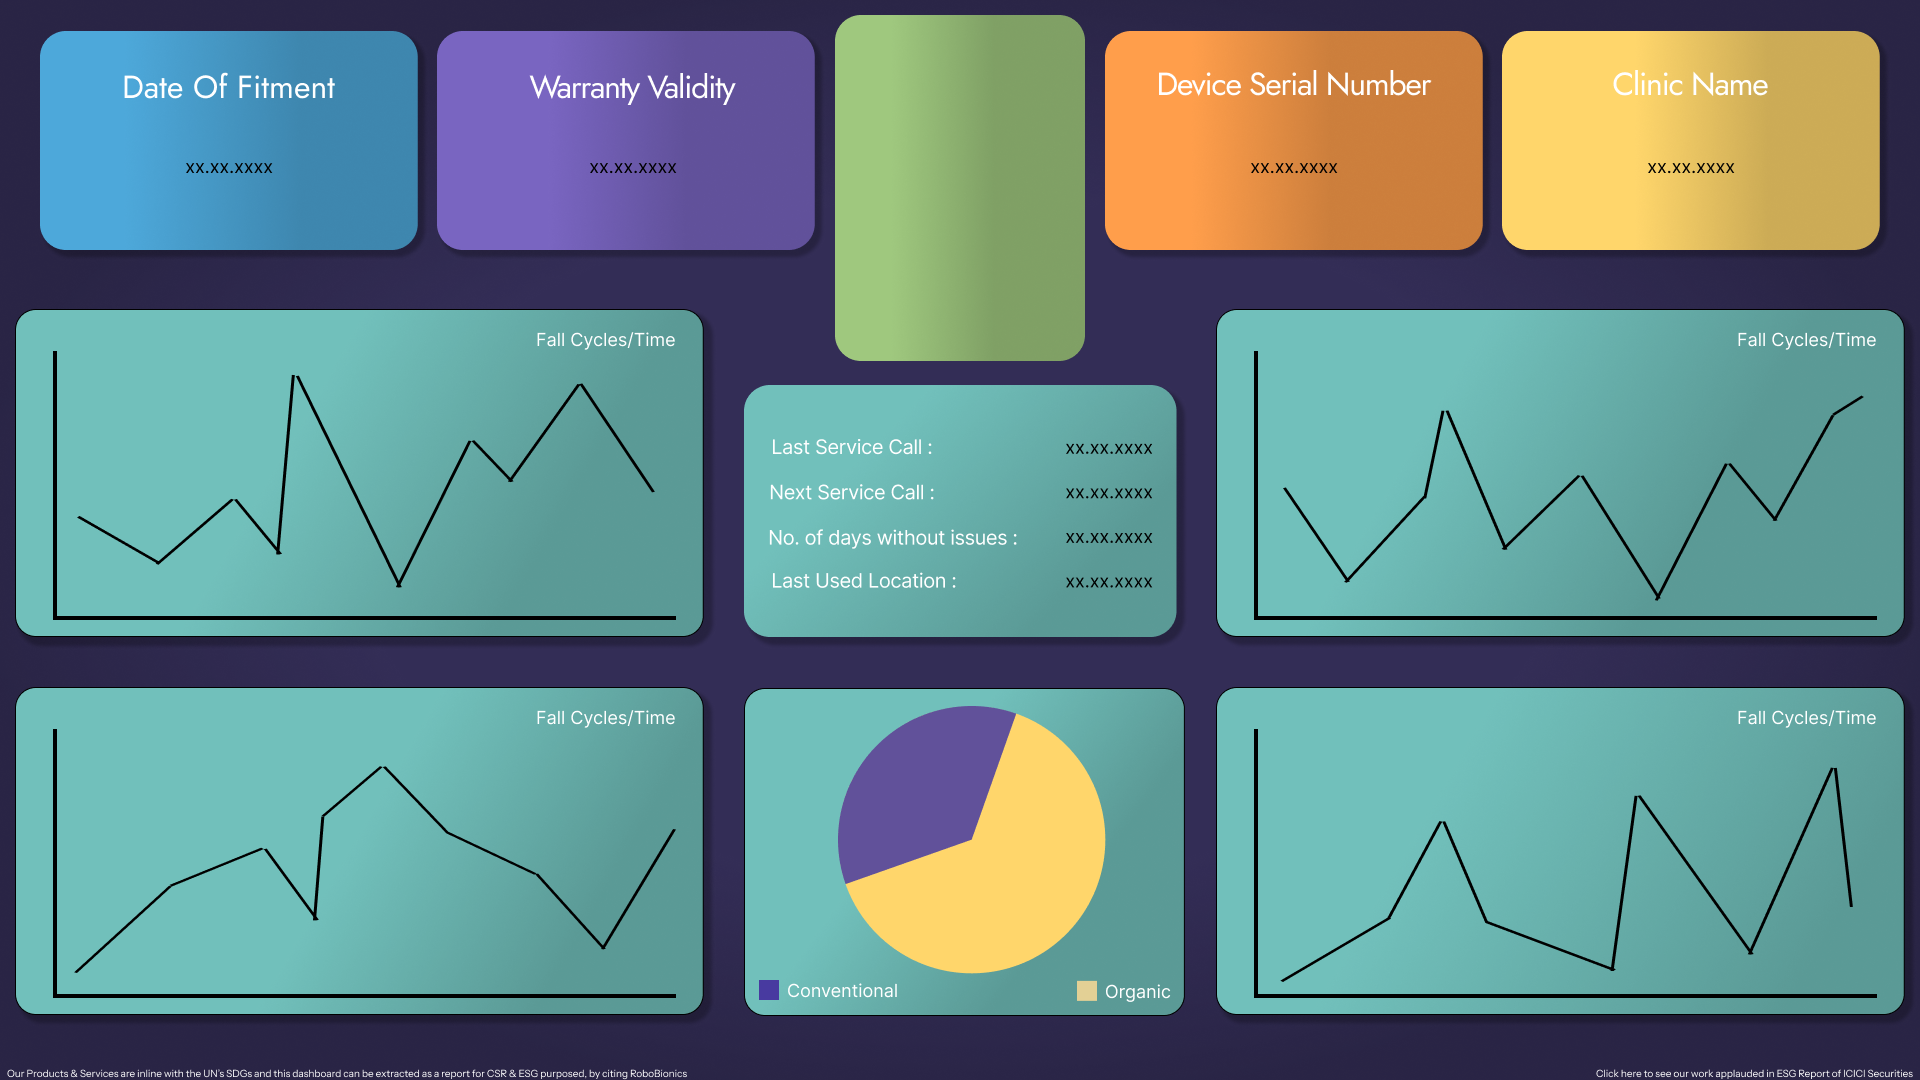 Date Of Fitment
xx.xx.xxxx
Warranty Validity
xx.xx.xxxx
Device Serial Number
xx.xx.xxxx
Clinic Name
xx.xx.xxxx
Fall Cycles/Time
Last Service Call : xx.xx.xxxx
Next Service Call : xx.xx.xxxx
No. of days without issues : xx.xx.xxxx
Last Used Location : xx.xx.xxxx
Fall Cycles/Time
Fall Cycles/Time
Conventional
Organic
Fall Cycles/Time
Our Products & Services are inline with the UN's SDGs and this dashboard can be extracted as a report for CSR & ESG purposed, by citing RoboBionics
Click here to see our work applauded in ESG Report of ICICI Securities